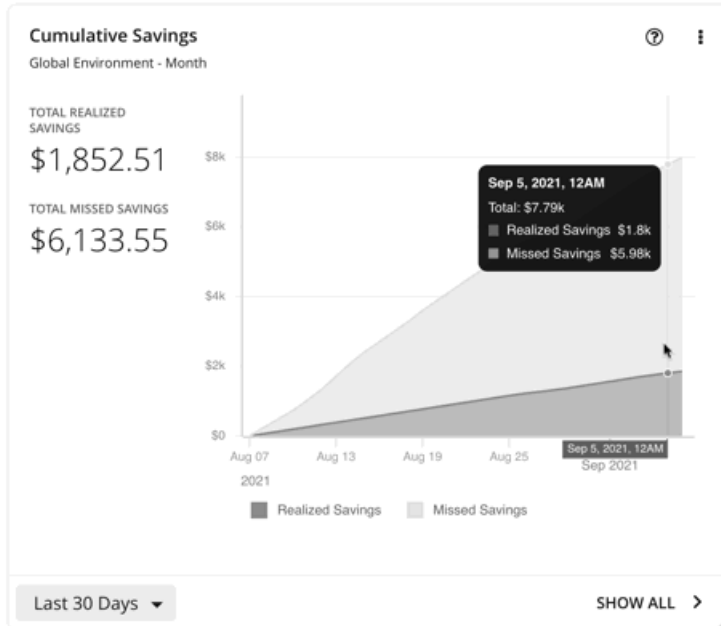 Cumulative Savings
Global Environment - Month
TOTAL REALIZED
SAVINGS
$1,852.51
TOTAL MISSED SAVINGS
$6,133.55
$8k
$6k
$4k
$2k
$0
Sep 5, 2021, 12AM
Total: $7.79k
Realized Savings $1.8k
Missed Savings $5.98k
Aug 07
Aug 13
Aug 19
Aug 25
Sep 5, 2021, 12AM
Sep 2021
2021
Realized Savings
Missed Savings
Last 30 Days
SHOW ALL